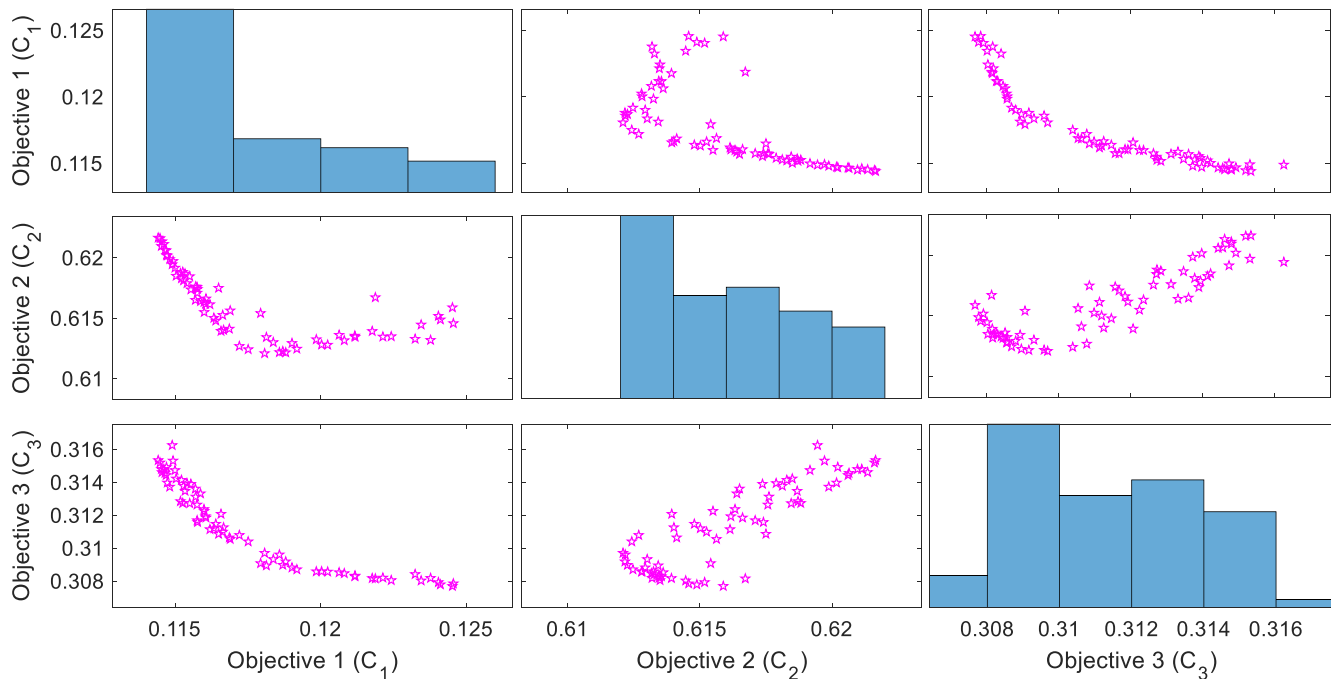 Objective 1 (C1)
0.125
0.12
0.115
Objective 2 (C2)
0.62
0.615
0.61
Objective 3 (C3)
0.316
0.314
0.312
0.31
0.308
0.115 0.12 0.125
0.61 0.615 0.62
0.308 0.31 0.312 0.314 0.316
Objective 1 (C1)
Objective 2 (C2)
Objective 3 (C3)